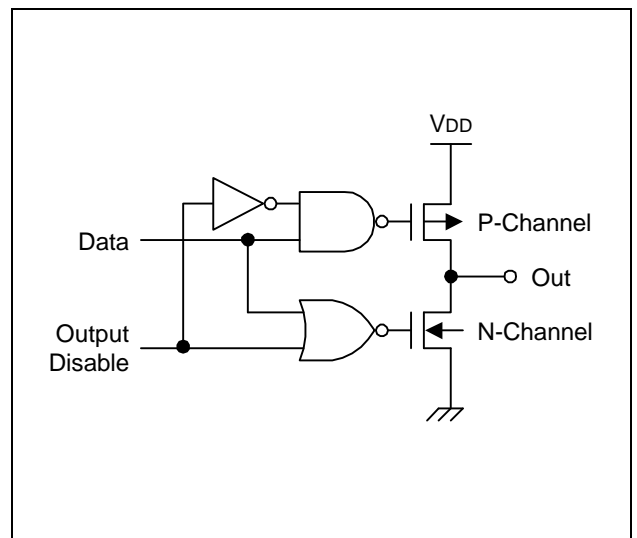 VDD
P-Channel
Data
Out
Output
Disable
N-Channel